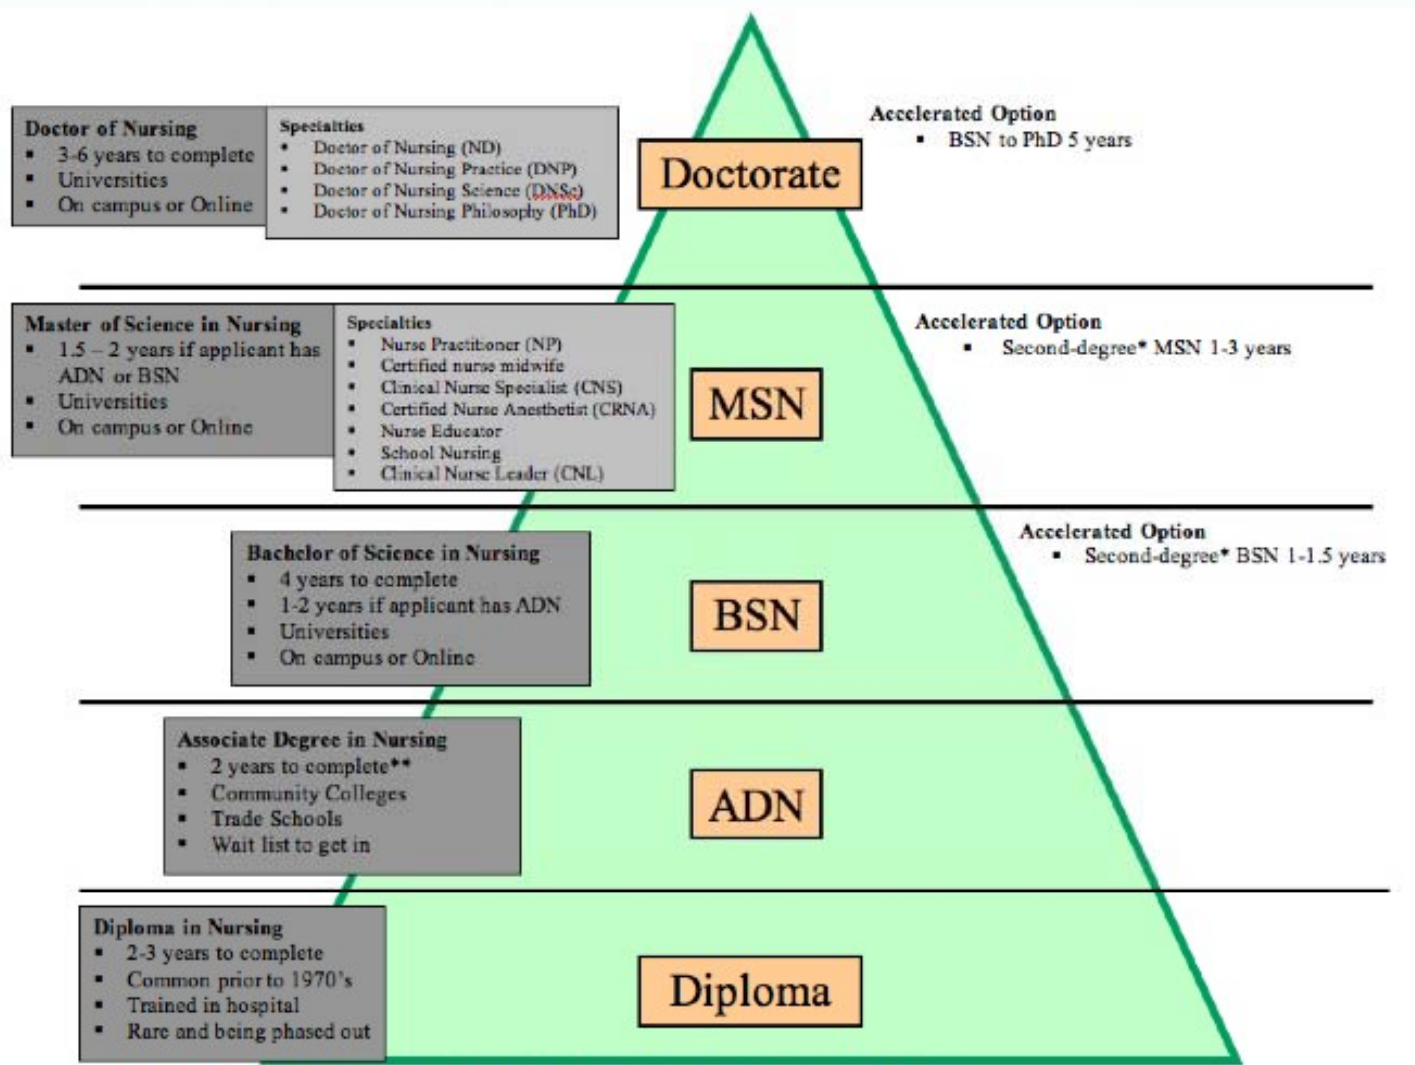 Doctor of Nursing
▪ 3-6 years to complete
▪ Universities
▪ On campus or Online
Specialties
▪ Doctor of Nursing (ND)
▪ Doctor of Nursing Practice (DNP)
▪ Doctor of Nursing Science (DNSc)
▪ Doctor of Nursing Philosophy (PhD)
Doctorate
Accelerated Option
▪ BSN to PhD 5 years
Master of Science in Nursing
▪ 1.5 – 2 years if applicant has
ADN or BSN
▪ Universities
▪ On campus or Online
Specialties
▪ Nurse Practitioner (NP)
▪ Certified nurse midwife
▪ Clinical Nurse Specialist (CNS)
▪ Certified Nurse Anesthetist (CRNA)
▪ Nurse Educator
▪ School Nursing
▪ Clinical Nurse Leader (CNL)
MSN
Accelerated Option
▪ Second-degree* MSN 1-3 years
Bachelor of Science in Nursing
▪ 4 years to complete
▪ 1-2 years if applicant has ADN
▪ Universities
▪ On campus or Online
BSN
Accelerated Option
▪ Second-degree* BSN 1-1.5 years
Associate Degree in Nursing
▪ 2 years to complete**
▪ Community Colleges
▪ Trade Schools
▪ Wait list to get in
ADN
Diploma in Nursing
▪ 2-3 years to complete
▪ Common prior to 1970's
▪ Trained in hospital
▪ Rare and being phased out
Diploma